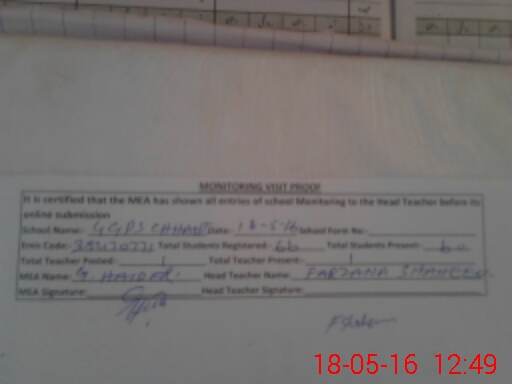 MONITORING VISIT PROOF
It is certified that the MEA has shown all entries of school Monitoring to the Head Teacher before its
online submission
School Name:- GGPS Date:- 18-5-16 School Form No:
Emis Code:- Total Students Registered: 66 Total Students Present:- 60
Total Teacher Posted:- 1 Total Teacher Present:- 1
MEA Name: G. HAIDER. Head Teacher Name: FARZANA SHAHEEN.
MEA Signature: Head Teacher Signature:
18-05-16 12:49